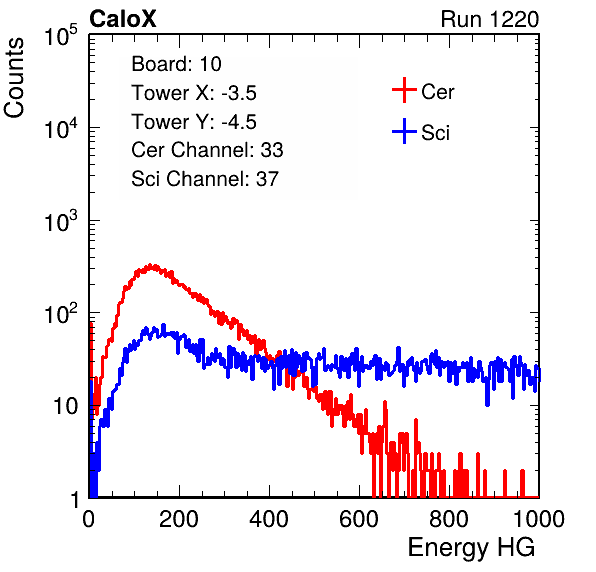 CaloX Run 1220
Counts
10^5
10^4
10^3
10^2
10
1
Board: 10
Tower X: -3.5
Tower Y: -4.5
Cer Channel: 33
Sci Channel: 37
Cer
Sci
0 200 400 600 800 1000
Energy HG